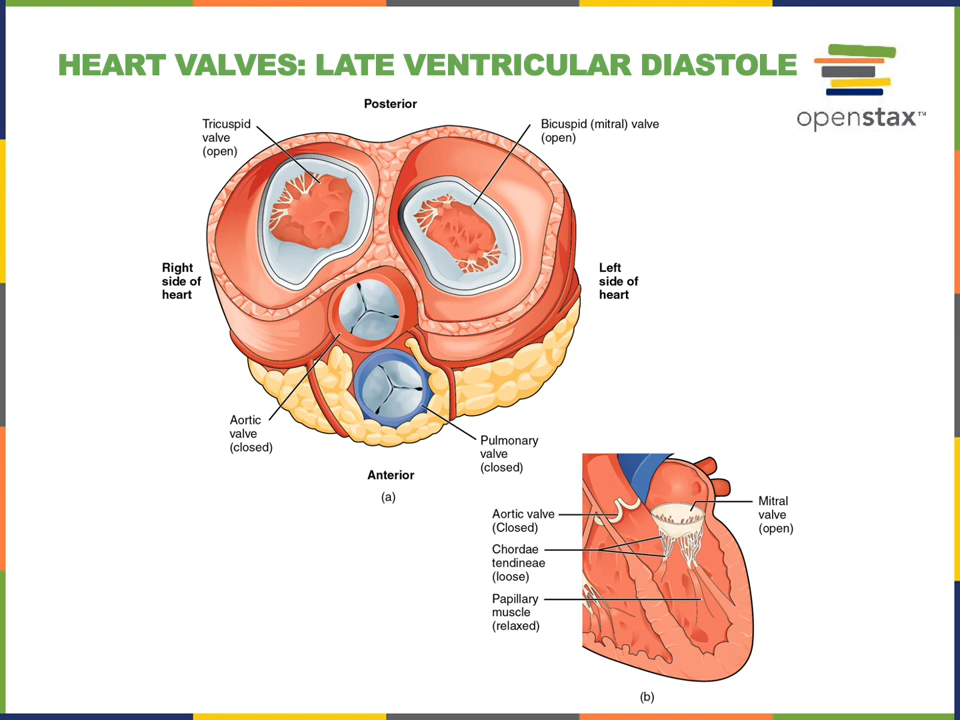 HEART VALVES: LATE VENTRICULAR DIASTOLE
openstax™
Posterior
Tricuspid
valve
(open)
Bicuspid (mitral) valve
(open)
Right
side of
heart
Left
side of
heart
Aortic
valve
(closed)
Pulmonary
valve
(closed)
Anterior
(a)
Aortic valve
(Closed)
Chordae
tendineae
(loose)
Papillary
muscle
(relaxed)
Mitral
valve
(open)
(b)